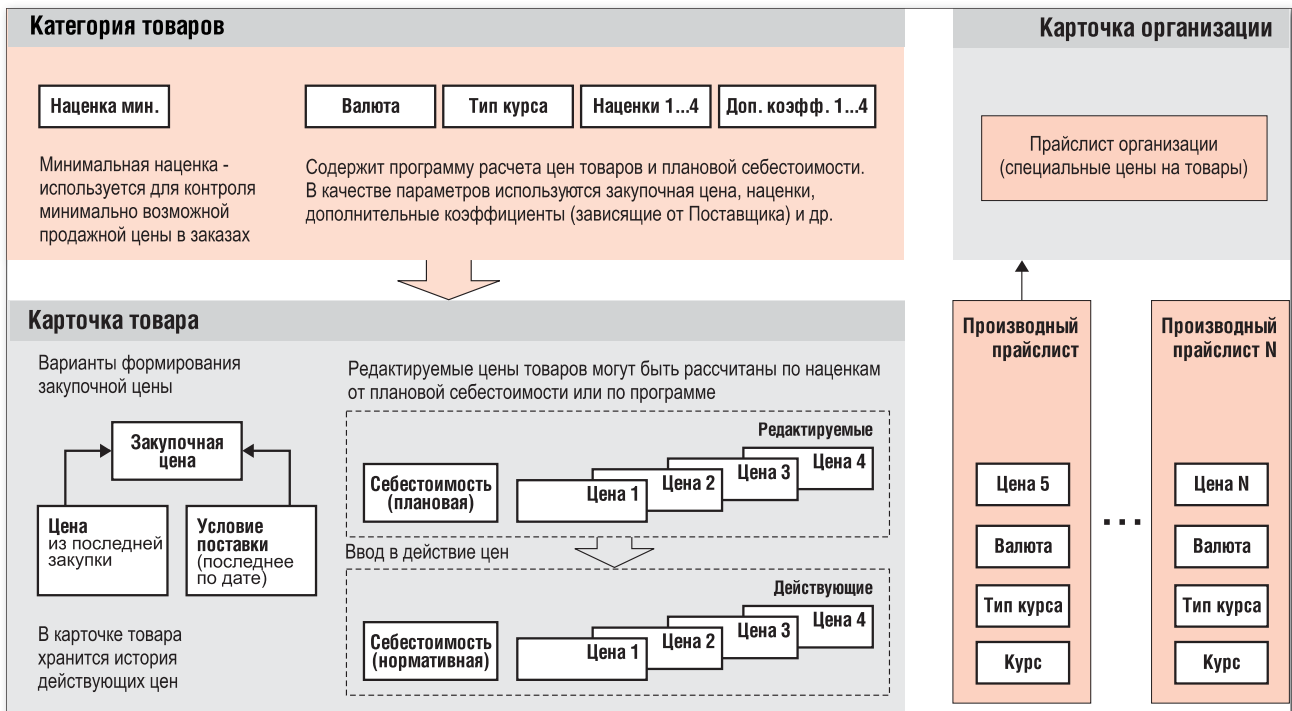 Категория товаров
Наценка мин.
Валюта
Тип курса
Наценки 1...4
Доп. коэфф. 1...4
Минимальная наценка -
используется для контроля
минимально возможной
продажной цены в заказах
Содержит программу расчета цен товаров и плановой себестоимости.
В качестве параметров используются закупочная цена, наценки,
дополнительные коэффициенты (зависящие от Поставщика) и др.
Карточка организации
Прайслист организации
(специальные цены на товары)
Карточка товара
Варианты формирования
закупочной цены
Закупочная
цена
Цена
из последней
закупки
Условие
поставки
(последнее
по дате)
В карточке товара
хранится история
действующих цен
Редактируемые цены товаров могут быть рассчитаны по наценкам
от плановой себестоимости или по программе
Редактируемые
Себестоимость
(плановая)
Цена 1
Цена 2
Цена 3
Цена 4
Ввод в действие цен
Действующие
Себестоимость
(нормативная)
Цена 1
Цена 2
Цена 3
Цена 4
Производный
прайслист
Цена 5
Валюта
Тип курса
Курс
...
Производный
прайслист N
Цена N
Валюта
Тип курса
Курс